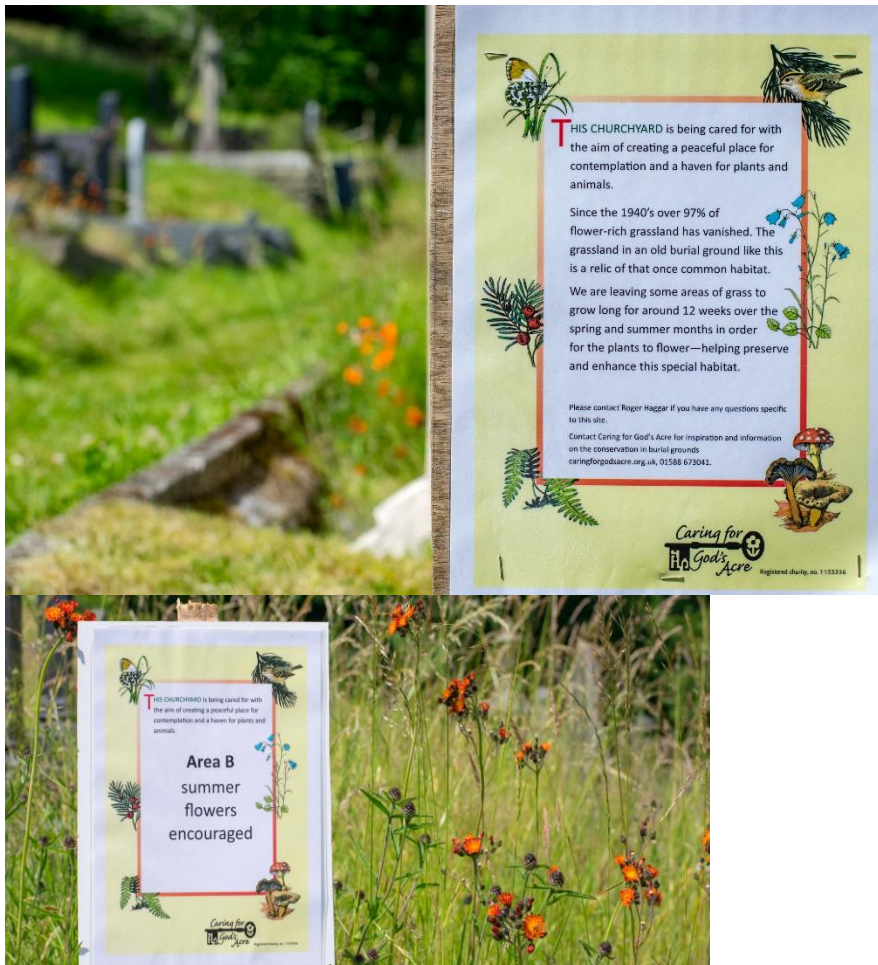 THIS CHURCHYARD is being cared for with
the aim of creating a peaceful place for
contemplation and a haven for plants and
animals.
Since the 1940's over 97% of
flower-rich grassland has vanished. The
grassland in an old burial ground like this
is a relic of that once common habitat.
We are leaving some areas of grass to
grow long for around 12 weeks over the
spring and summer months in order
for the plants to flower—helping preserve
and enhance this special habitat.
Please contact Roger Haggar if you have any questions specific
to this site.
Contact Caring for God's Acre for inspiration and information
on the conservation in burial grounds
caringforgodsacre.org.uk, 01588 673041.
Caring for
God's
Acre
Registered charity, no. 1155536
THIS CHURCHYARD is being cared for with
the aim of creating a peaceful place for
contemplation and a haven for plants and
animals.
Area B
summer
flowers
encouraged
Caring for
God's
Acre
Registered charity, no.